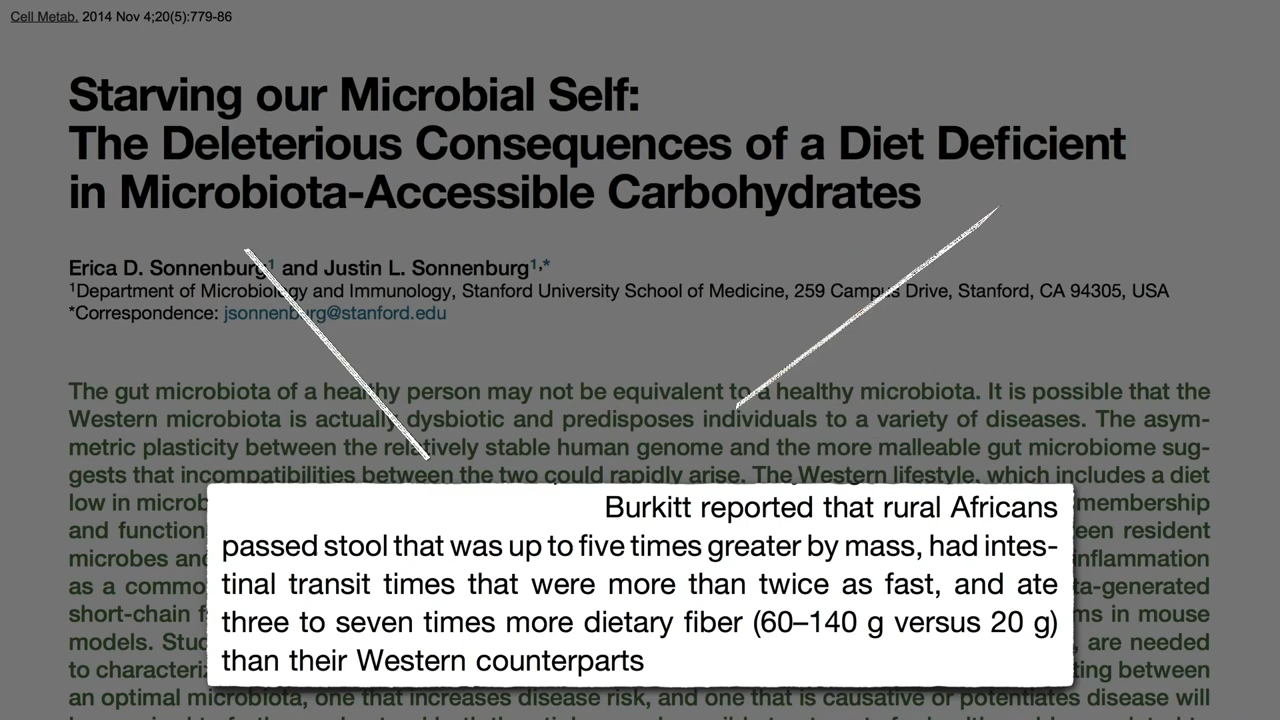 Cell Metab. 2014 Nov 4;20(5):779-86
Starving our Microbial Self:
The Deleterious Consequences of a Diet Deficient
in Microbiota-Accessible Carbohydrates
Erica D. Sonnenburg1 and Justin L. Sonnenburg1,*
1Department of Microbiology and Immunology, Stanford University School of Medicine, 259 Campus Drive, Stanford, CA 94305, USA
*Correspondence: jsonnenburg@stanford.edu
The gut microbiota of a healthy person may not be equivalent to a healthy microbiota. It is possible that the
Western microbiota is actually dysbiotic and predisposes individuals to a variety of diseases. The asym-
metric plasticity between the relatively stable human genome and the more malleable gut microbiome sug-
gests that incompatibilities between the two could rapidly arise. The Western lifestyle, which includes a diet
low in membership
and function resident
microbes inflammation
as a
short-chain in mouse
models. are needed
to between
an optimal microbiota, one that increases disease risk, and one that is causative or potentiates disease will
Burkitt reported that rural Africans
passed stool that was up to five times greater by mass, had intes-
tinal transit times that were more than twice as fast, and ate
three to seven times more dietary fiber (60–140 g versus 20 g)
than their Western counterparts